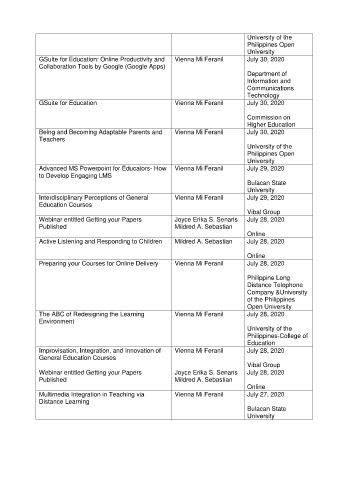 University of the
Philippines Open
University
GSuite for Education: Online Productivity and
Collaboration Tools by Google (Google Apps)
Vienna Mi Feranil
July 30, 2020
Department of
Information and
Communications
Technology
GSuite for Education
Vienna Mi Feranil
July 30, 2020
Commission on
Higher Education
Being and Becoming Adaptable Parents and
Teachers
Vienna Mi Feranil
July 30, 2020
University of the
Philippines Open
University
Advanced MS Powerpoint for Educators- How
to Develop Engaging LMS
Vienna Mi Feranil
July 29, 2020
Bulacan State
University
Interdisciplinary Perceptions of General
Education Courses
Vienna Mi Feranil
July 29, 2020
Vibal Group
Webinar entitled Getting your Papers
Published
Joyce Erika S. Senaris
Mildred A. Sebastian
July 28, 2020
Online
Active Listening and Responding to Children
Mildred A. Sebastian
July 28, 2020
Online
Preparing your Courses for Online Delivery
Vienna Mi Feranil
July 28, 2020
Philippine Long
Distance Telephone
Company &University
of the Philippines
Open University
The ABC of Redesigning the Learning
Environment
Vienna Mi Feranil
July 28, 2020
University of the
Philippines-College of
Education
Improvisation, Integration, and Innovation of
General Education Courses
Vienna Mi Feranil
July 28, 2020
Vibal Group
Webinar entitled Getting your Papers
Published
Joyce Erika S. Senaris
Mildred A. Sebastian
July 28, 2020
Online
Multimedia Integration in Teaching via
Distance Learning
Vienna Mi Feranil
July 27, 2020
Bulacan State
University